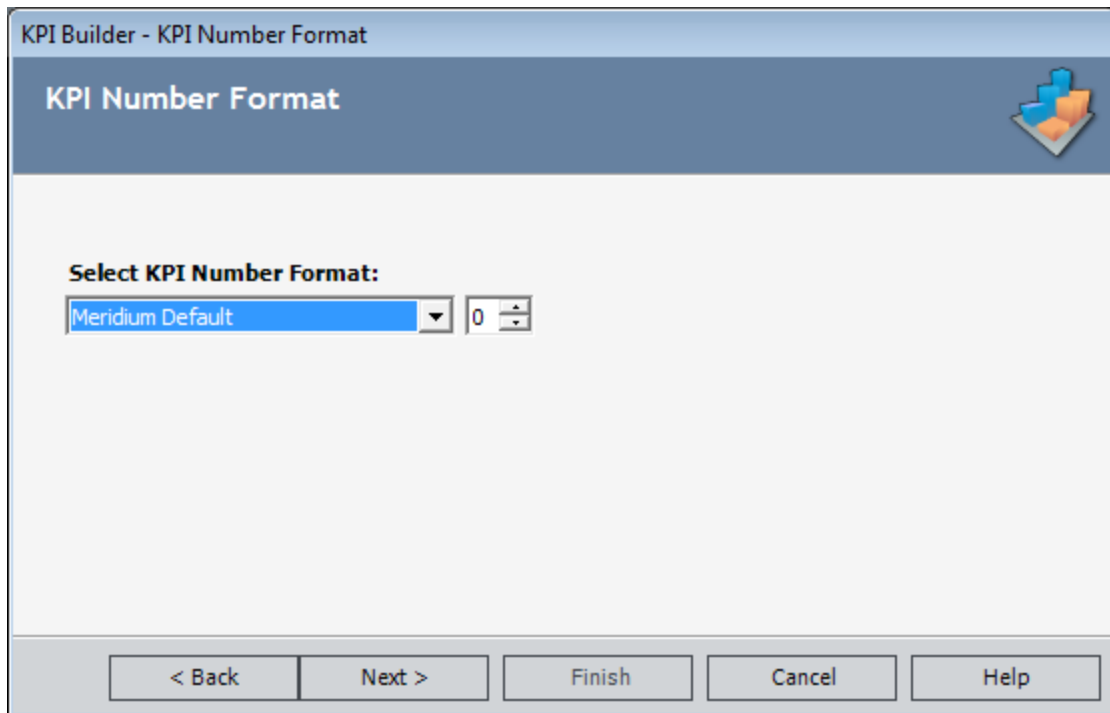 KPI Builder - KPI Number Format
KPI Number Format
Select KPI Number Format:
Meridium Default 0
< Back Next > Finish Cancel Help